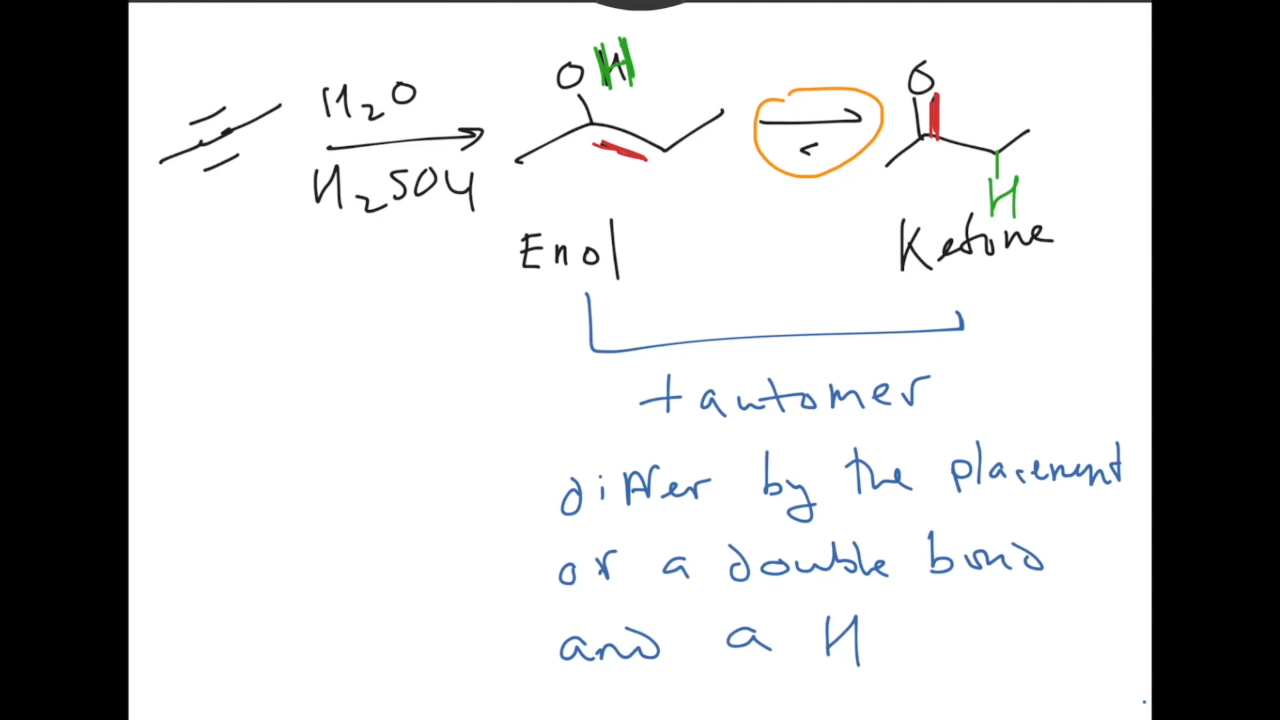 H2O
H2SO4
OH
O
H
Enol
Ketone
tautomer
differ by the placement
of a double bond
and a H